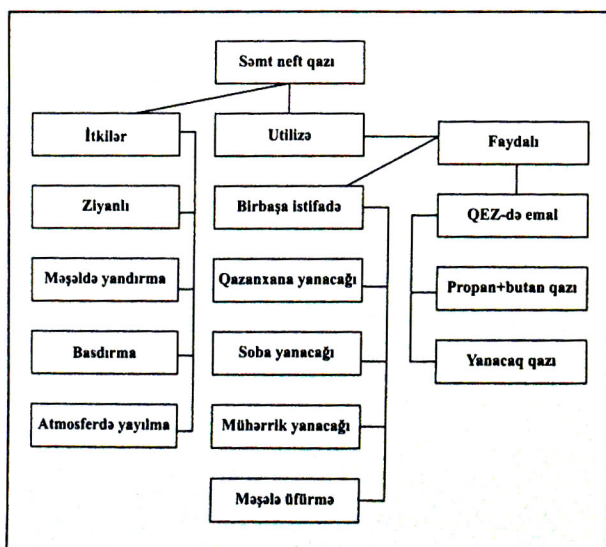 Səmt neft qazı
İtkilər
Utilizə
Faydalı
Ziyanlı
Birbaşa istifadə
QEZ-də emal
Məşəldə yandırma
Qazanxana yanacağı
Propan+butan qazı
Basdırma
Soba yanacağı
Yanacaq qazı
Atmosferdə yayılma
Mühərrik yanacağı
Məşələ üfürmə